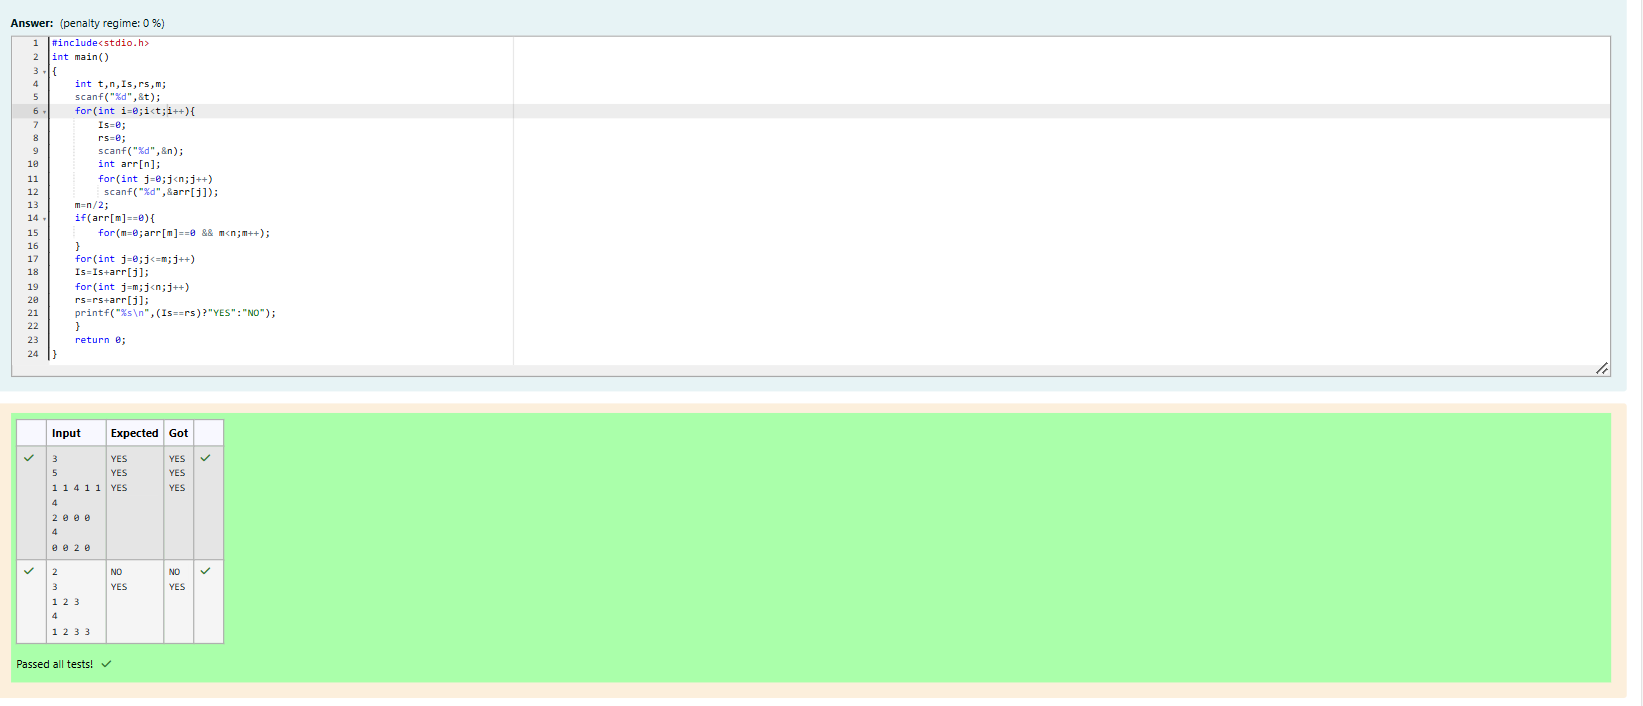 Answer: (penalty regime: 0 %)
1 #include<stdio.h>
2 int main()
3 {
4 int t,n,Is,rs,m;
5 scanf("%d",&t);
6 for(int i=0;i<t;i++){
7 Is=0;
8 rs=0;
9 scanf("%d",&n);
10 int arr[n];
11 for(int j=0;j<n;j++)
12 scanf("%d",&arr[j]);
13 m=n/2;
14 if(arr[m]==0){
15 for(m=0;arr[m]==0 && m<n;m++);
16 }
17 for(int j=0;j<=m;j++)
18 Is=Is+arr[j];
19 for(int j=m;j<n;j++)
20 rs=rs+arr[j];
21 printf("%s\n",(Is==rs)?"YES":"NO");
22 }
23 return 0;
24 }
Input Expected Got
3 YES YES
5 YES YES
1 1 4 1 1 YES YES
4
2 0 0 0
4
0 0 2 0
2 NO NO
3 YES YES
1 2 3
4
1 2 3 3
Passed all tests!